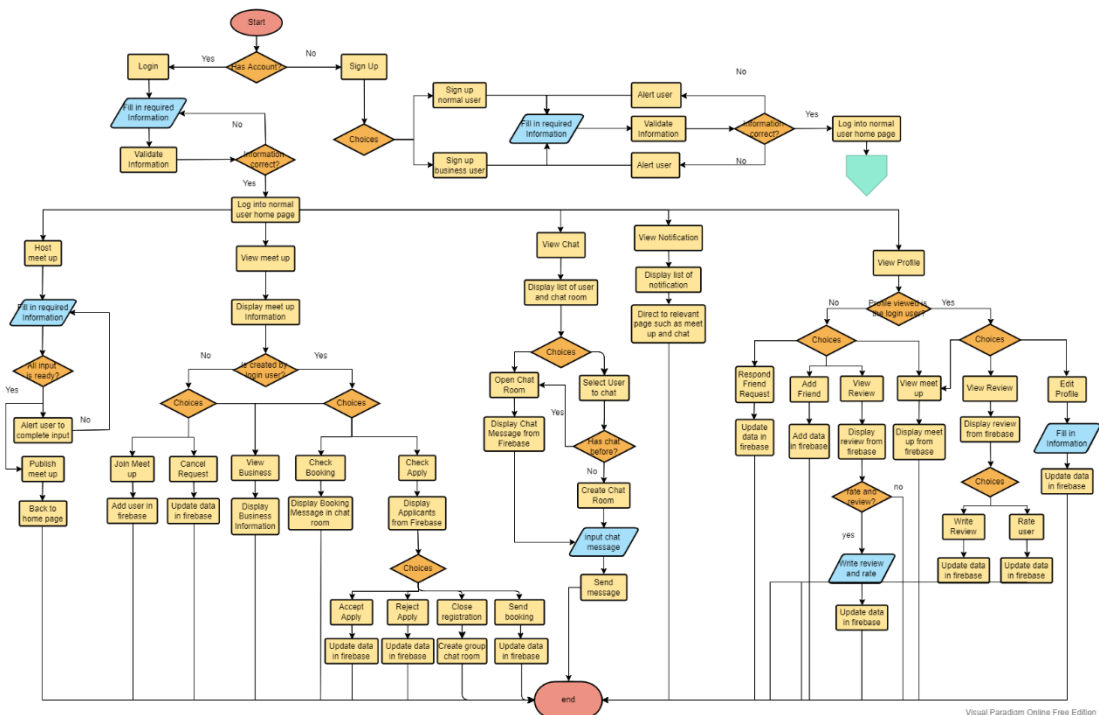 Start
Yes
No
Login
Has Account?
Sign Up
No
Sign up
normal user
Alert user
Fill in required
Information
No
Choices
Fill in required
Information
Validate
Information
Information
correct?
Yes
Log into normal
user home page
Validate
Information
Information
correct?
Sign up
business user
Alert user
No
Yes
Log into normal
user home page
Host
meet up
View meet up
View Chat
View Notification
View Profile
Fill in required
Information
Display meet up
Information
Display list of user
and chat room
Display list of
notification
Direct to relevant
page such as meet
up and chat
No
Profile viewed is
the login user?
Yes
All input
is ready?
Yes
No
Alert user to
complete input
Publish
meet up
Back to
home page
No
is created by
login user?
Yes
Choices
Choices
Join Meet
up
Cancel
Request
View
Business
Check
Booking
Check
Apply
Add user in
firebase
Update data
in firebase
Display
Business
Information
Display Booking
Message in chat
room
Display
Applicants
from Firebase
Choices
Accept
Apply
Reject
Apply
Close
registration
Send
booking
Update data
in firebase
Update data
in firebase
Create group
chat room
Update data
in firebase
Choices
Open Chat
Room
Select User
to chat
Yes
Display Chat
Message from
Firebase
Has chat
before?
No
Create Chat
Room
input chat
message
Send
message
Choices
Choices
Respond
Friend
Request
Add
Friend
View
Review
View meet
up
View Review
Edit
Profile
Update data
in firebase
Add data in
firebase
Display
review from
firebase
Display meet
up from
firebase
Display review
from firebase
Fill in
Information
rate and
review?
no
yes
Choices
Update data
in firebase
Write
Review
Rate
user
Write review
and rate
Update data
in firebase
Update data
in firebase
Update data
in firebase
end
Visual Paradigm Online Free Edition